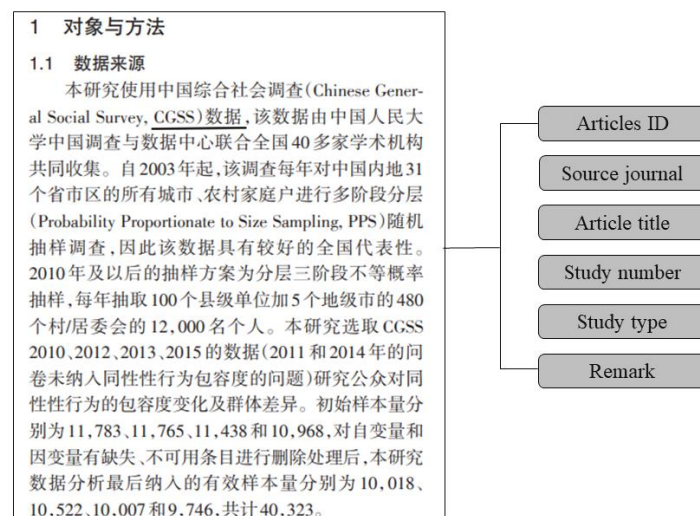 1 对象与方法
1.1 数据来源
本研究使用中国综合社会调查(Chinese Gener-
al Social Survey, CGSS)数据,该数据由中国人民大
学中国调查与数据中心联合全国40多家学术机构
共同收集。自2003年起,该调查每年对中国内地31
个省市区的所有城市、农村家庭户进行多阶段分层
(Probability Proportionate to Size Sampling, PPS)随机
抽样调查,因此该数据具有较好的全国代表性。
2010年及以后的抽样方案为分层三阶段不等概率
抽样,每年抽取100个县级单位加5个地级市的480
个村/居委会的12,000名个人。本研究选取CGSS
2010、2012、2013、2015的数据(2011和2014年的问
卷未纳入同性性行为包容度的问题)研究公众对同
性性行为的包容度变化及群体差异。初始样本量分
别为11,783、11,765、11,438和10,968,对自变量和
因变量有缺失、不可用条目进行删除处理后,本研究
数据分析最后纳入的有效样本量分别为10,018、
10,522、10,007和9,746,共计40,323。
Articles ID
Source journal
Article title
Study number
Study type
Remark